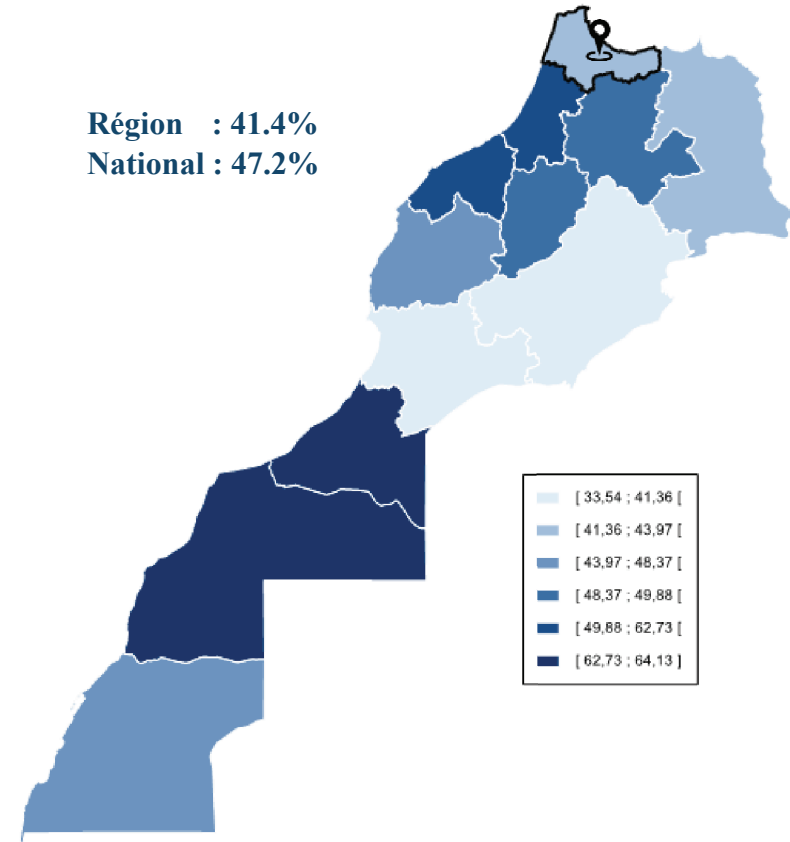 Région : 41.4%
National : 47.2%
[ 33,54 ; 41,36 [
[ 41,36 ; 43,97 [
[ 43,97 ; 48,37 [
[ 48,37 ; 49,88 [
[ 49,88 ; 62,73 [
[ 62,73 ; 64,13 ]